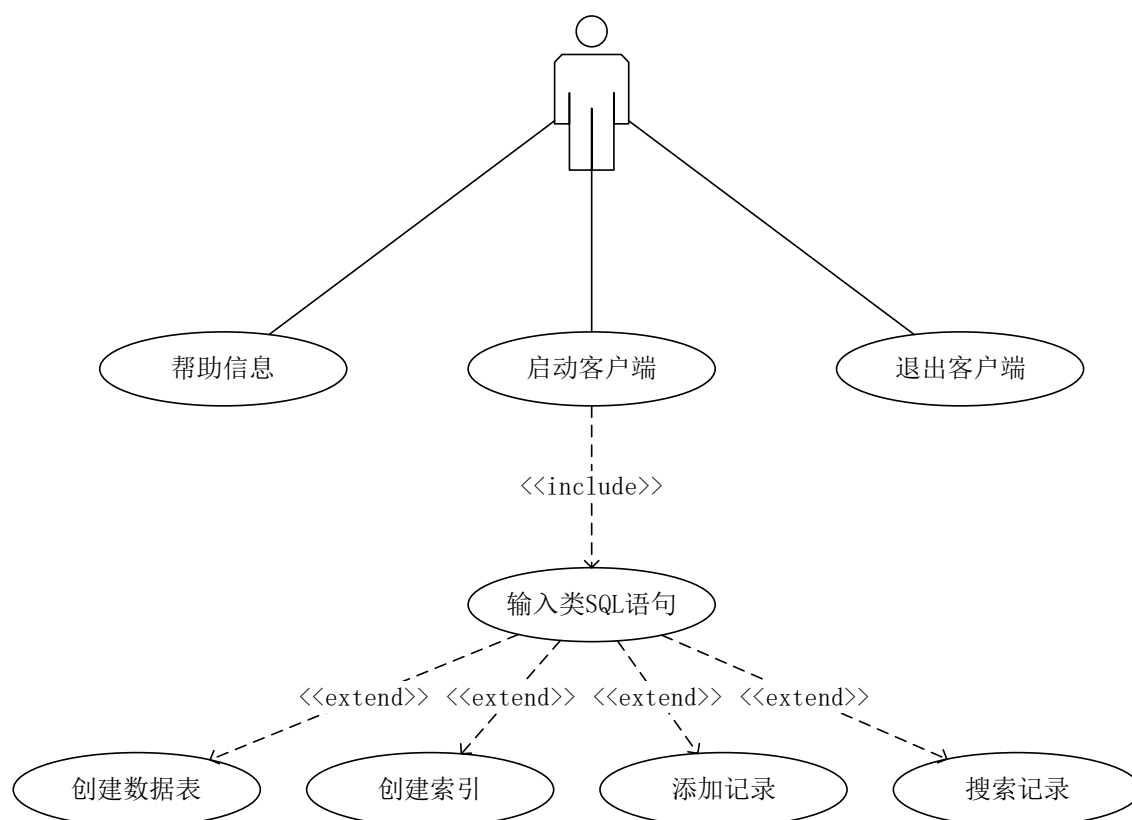 帮助信息
启动客户端
退出客户端
<<include>>
输入类SQL语句
<<extend>>
<<extend>>
<<extend>>
<<extend>>
创建数据表
创建索引
添加记录
搜索记录